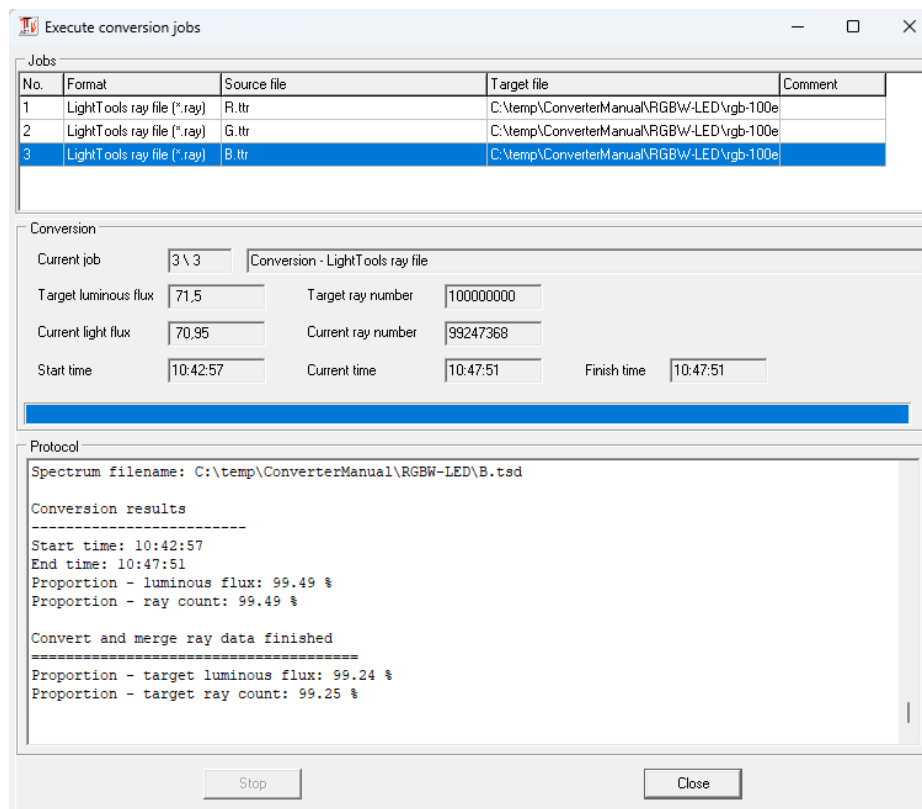 Execute conversion jobs
Jobs
No. Format Source file Target file Comment
1 LightTools ray file (*.ray) R.ttr C:\temp\ConverterManual\RGBW-LED\rgb-100e
2 LightTools ray file (*.ray) G.ttr C:\temp\ConverterManual\RGBW-LED\rgb-100e
3 LightTools ray file (*.ray) B.ttr C:\temp\ConverterManual\RGBW-LED\rgb-100e
Conversion
Current job 3 \ 3 Conversion - LightTools ray file
Target luminous flux 71,5 Target ray number 100000000
Current light flux 70,95 Current ray number 99247368
Start time 10:42:57 Current time 10:47:51 Finish time 10:47:51
Protocol
Spectrum filename: C:\temp\ConverterManual\RGBW-LED\B.tsd
Conversion results
-------------------------
Start time: 10:42:57
End time: 10:47:51
Proportion - luminous flux: 99.49 %
Proportion - ray count: 99.49 %
Convert and merge ray data finished
======================================
Proportion - target luminous flux: 99.24 %
Proportion - target ray count: 99.25 %
Stop Close